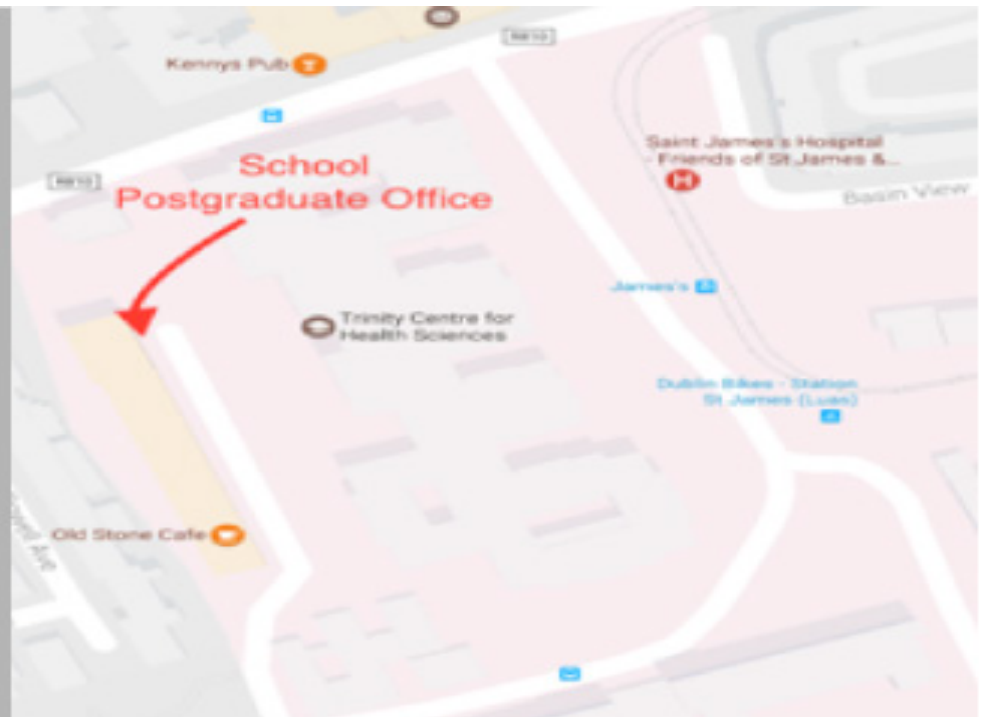 R810
Kennys Pub
School
Postgraduate Office
R810
Saint James's Hospital
- Friends of St James &...
Basin View
James's
Trinity Centre for
Health Sciences
Dublin Bikes - Station
St. James (Luas)
Old Stone Cafe
Ave